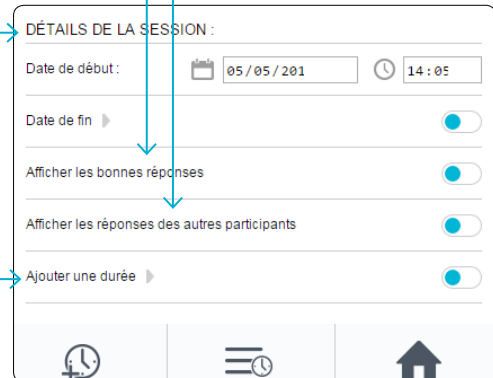 DÉTAILS DE LA SESSION :
Date de début : 05/05/201 14:05
Date de fin
Afficher les bonnes réponses
Afficher les réponses des autres participants
Ajouter une durée